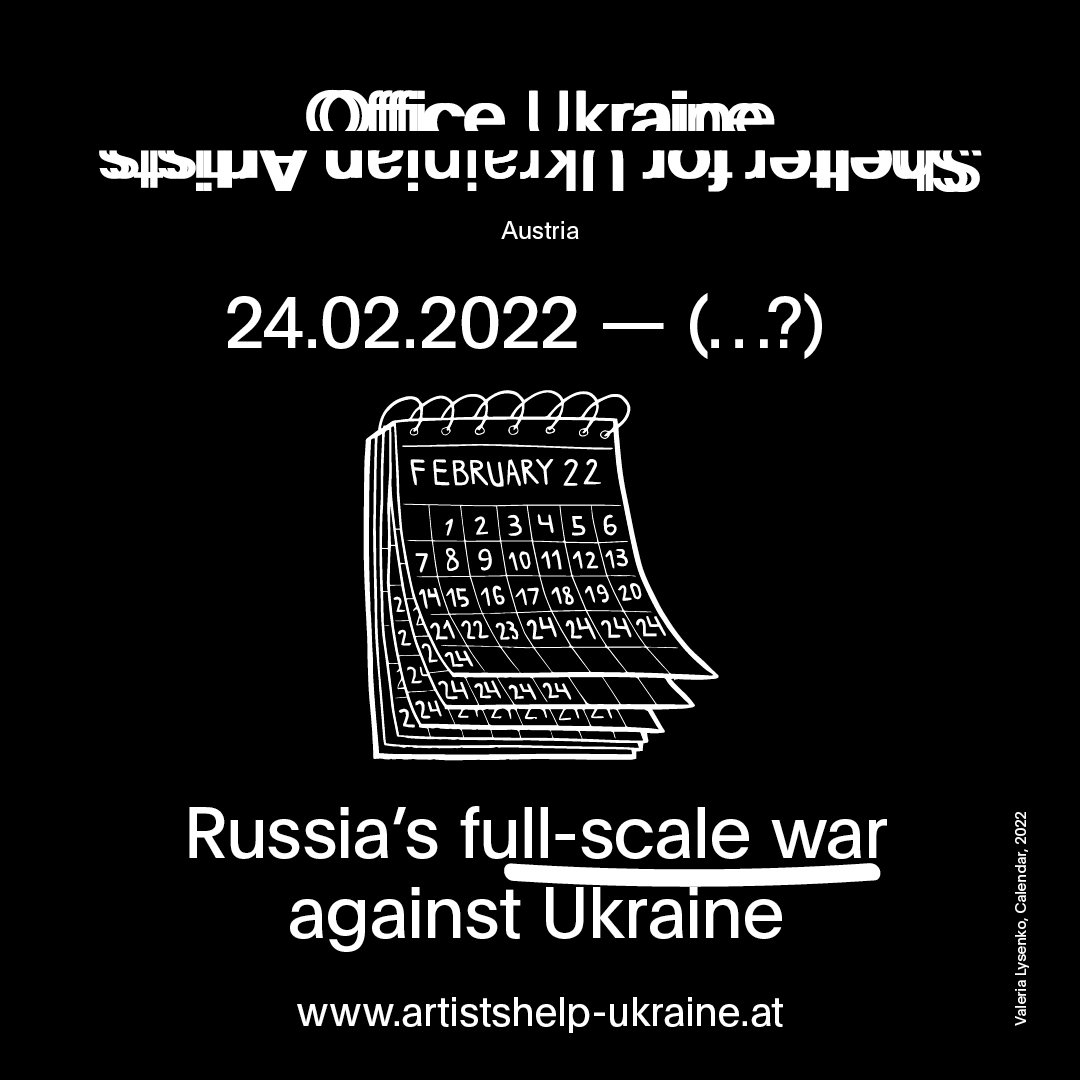 Office Ukraine
Shelter for Ukrainian Artists
Austria
24.02.2022 — (…?)
FEBRUARY 22
1 2 3 4 5 6
7 8 9 10 11 12 13
14 15 16 17 18 19 20
21 22 23 24 24 24 24
24
24 24 24 24
24
Russia’s full-scale war
against Ukraine
www.artistshelp-ukraine.at
Valeria Lysenko, Calendar, 2022